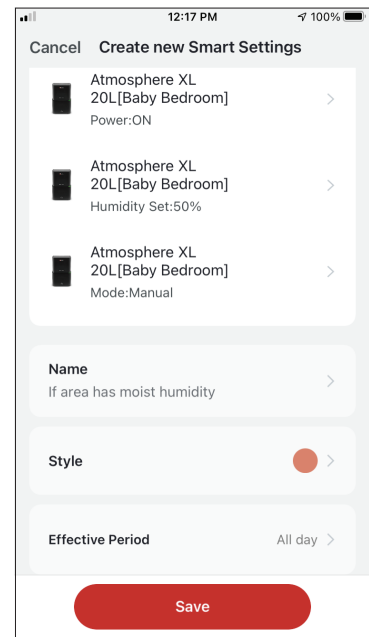 12:17 PM
100%
Cancel
Create new Smart Settings
Atmosphere XL
20L[Baby Bedroom]
Power:ON
Atmosphere XL
20L[Baby Bedroom]
Humidity Set:50%
Atmosphere XL
20L[Baby Bedroom]
Mode:Manual
Name
If area has moist humidity
Style
Effective Period
All day
Save